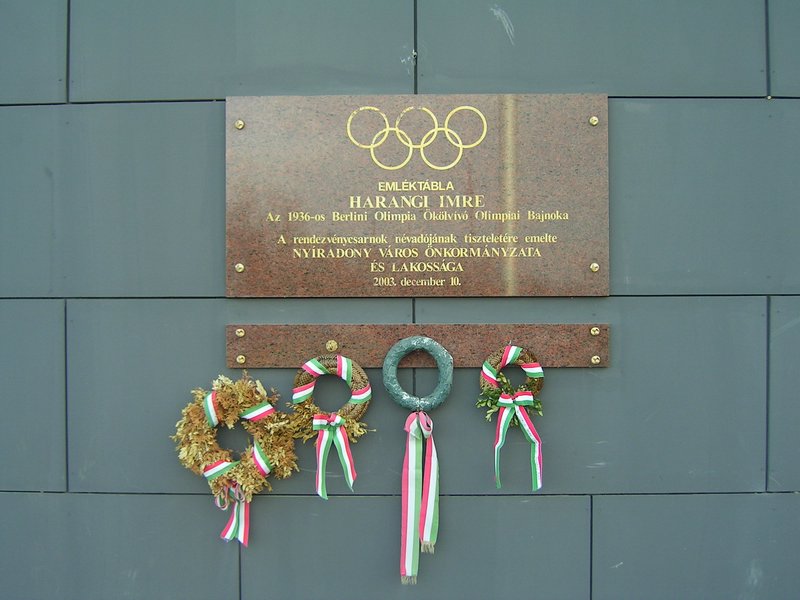 EMLÉKTÁBLA
HARANGI IMRE
Az 1936-os Berlini Olimpia Ökölvívó Olimpiai Bajnoka
A rendezvénycsarnok névadójának tiszteletére emelte
NYÍRADONY VÁROS ÖNKORMÁNYZATA
ÉS LAKOSSÁGA
2003. december 10.